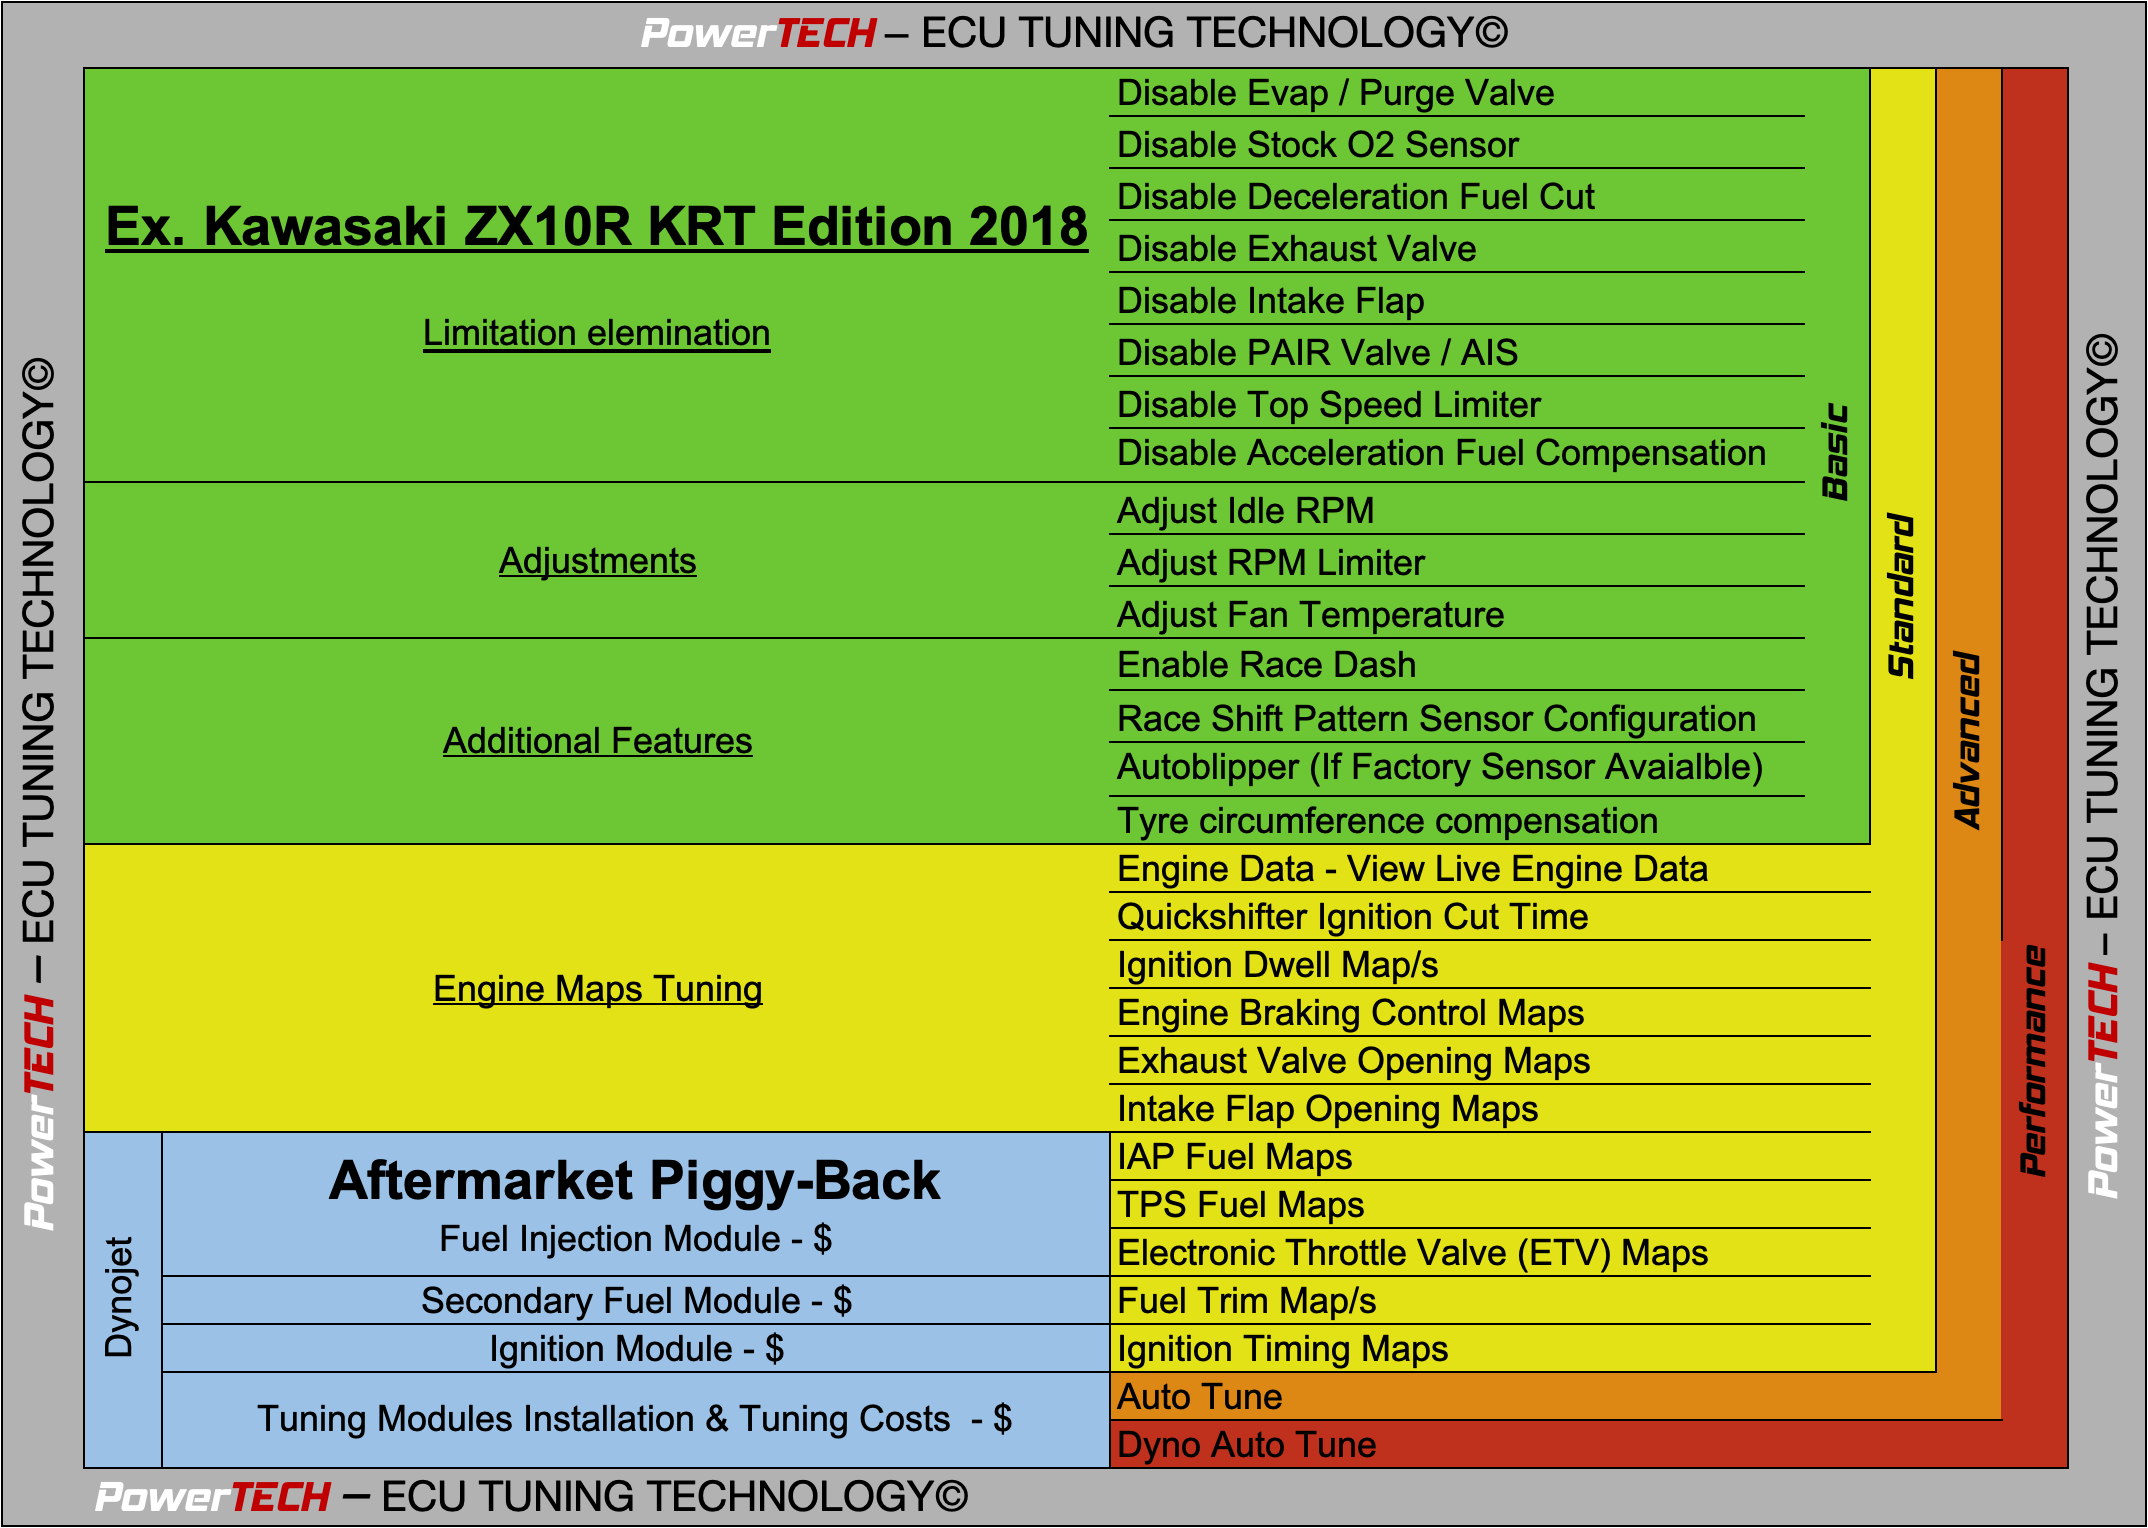 PowerTECH – ECU TUNING TECHNOLOGY©
PowerTECH – ECU TUNING TECHNOLOGY©
Ex. Kawasaki ZX10R KRT Edition 2018
Limitation elemination
Disable Evap / Purge Valve
Disable Stock O2 Sensor
Disable Deceleration Fuel Cut
Disable Exhaust Valve
Disable Intake Flap
Disable PAIR Valve / AIS
Disable Top Speed Limiter
Disable Acceleration Fuel Compensation
Adjustments
Adjust Idle RPM
Adjust RPM Limiter
Adjust Fan Temperature
Additional Features
Enable Race Dash
Race Shift Pattern Sensor Configuration
Autoblipper (If Factory Sensor Avaialble)
Tyre circumference compensation
Engine Maps Tuning
Engine Data - View Live Engine Data
Quickshifter Ignition Cut Time
Ignition Dwell Map/s
Engine Braking Control Maps
Exhaust Valve Opening Maps
Intake Flap Opening Maps
Dynojet
Aftermarket Piggy-Back
Fuel Injection Module - $
IAP Fuel Maps
TPS Fuel Maps
Electronic Throttle Valve (ETV) Maps
Secondary Fuel Module - $
Fuel Trim Map/s
Ignition Module - $
Ignition Timing Maps
Tuning Modules Installation & Tuning Costs - $
Auto Tune
Dyno Auto Tune
Basic
Standard
Advanced
Performance
PowerTECH – ECU TUNING TECHNOLOGY©
PowerTECH – ECU TUNING TECHNOLOGY©